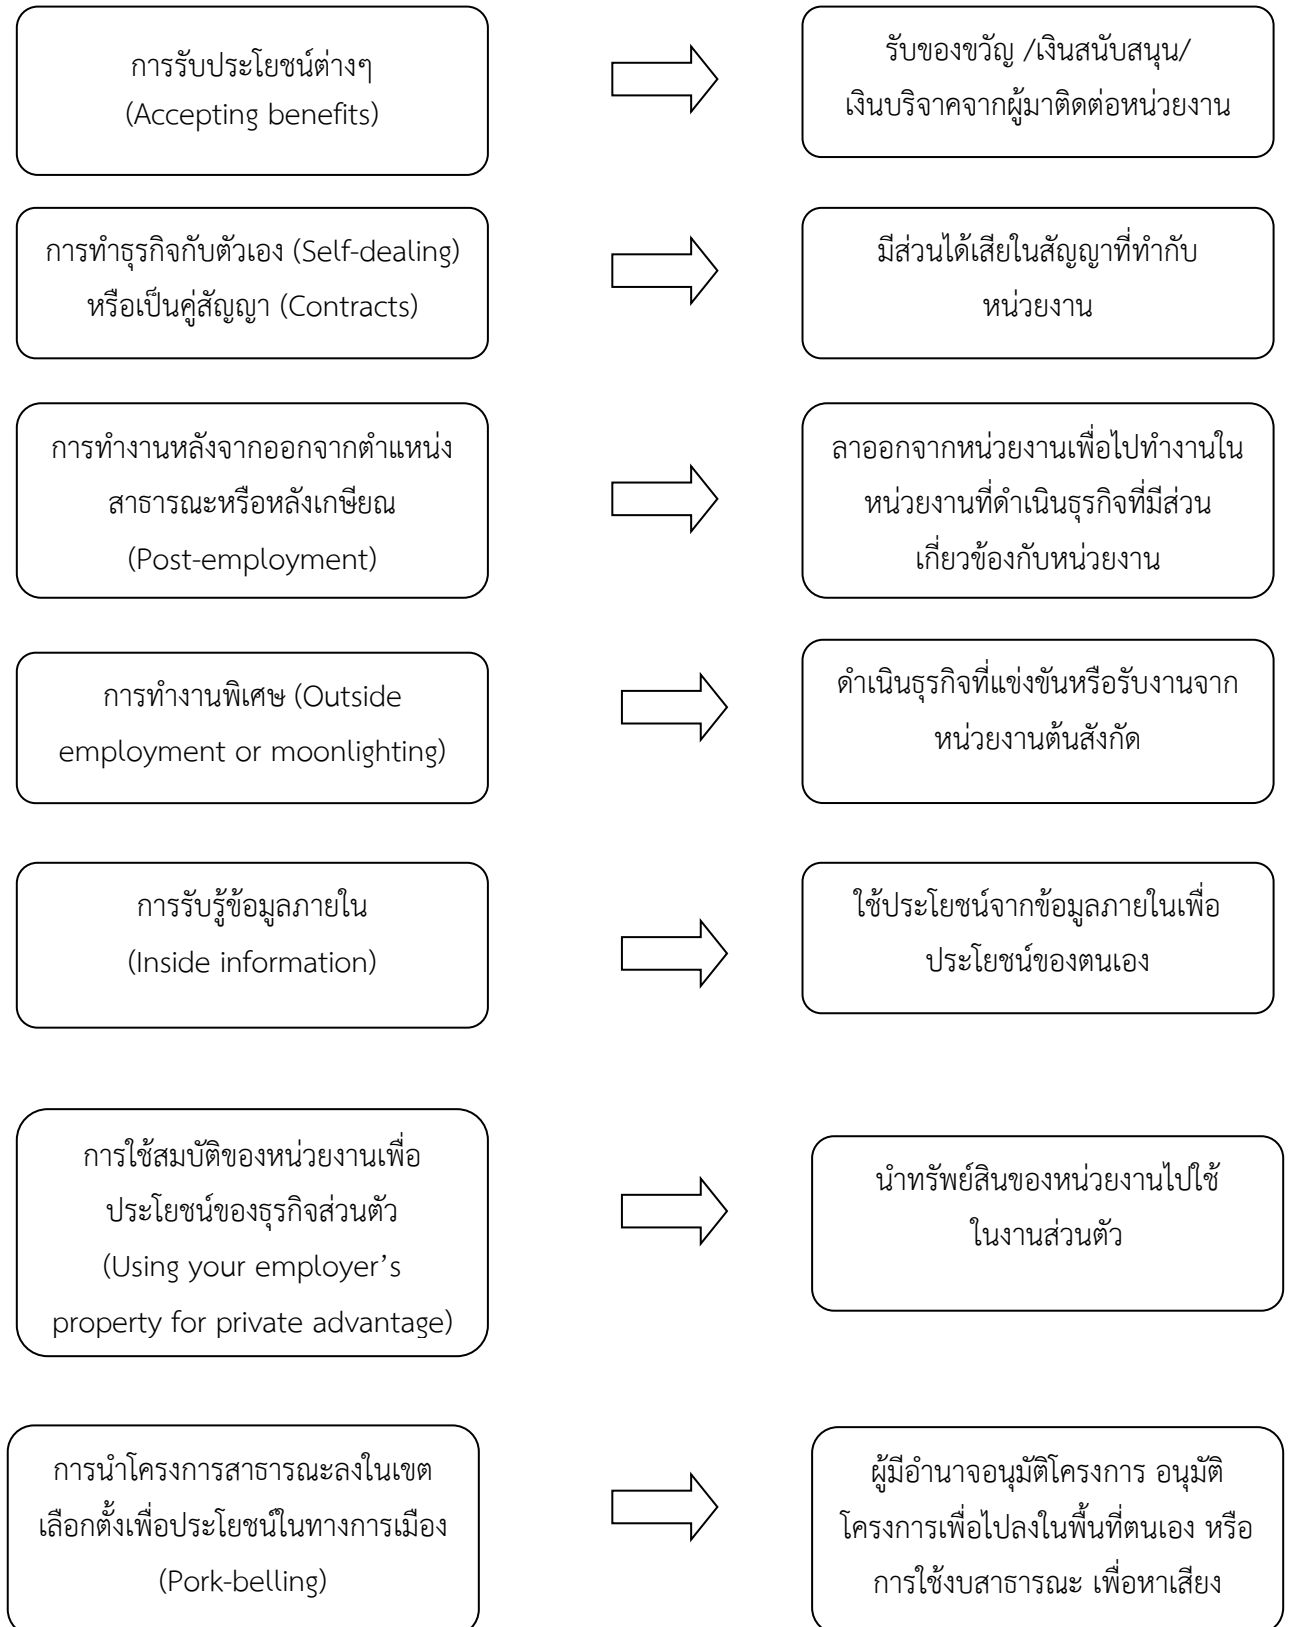 การรับประโยชน์ต่างๆ
(Accepting benefits)
รับของขวัญ /เงินสนับสนุน/
เงินบริจาคจากผู้มาติดต่อหน่วยงาน
การทำธุรกิจกับตัวเอง (Self-dealing)
หรือเป็นคู่สัญญา (Contracts)
มีส่วนได้เสียในสัญญาที่ทำกับ
หน่วยงาน
การทำงานหลังจากออกจากตำแหน่ง
สาธารณะหรือหลังเกษียณ
(Post-employment)
ลาออกจากหน่วยงานเพื่อไปทำงานใน
หน่วยงานที่ดำเนินธุรกิจที่มีส่วน
เกี่ยวข้องกับหน่วยงาน
การทำงานพิเศษ (Outside
employment or moonlighting)
ดำเนินธุรกิจที่แข่งขันหรือรับงานจาก
หน่วยงานต้นสังกัด
การรับรู้ข้อมูลภายใน
(Inside information)
ใช้ประโยชน์จากข้อมูลภายในเพื่อ
ประโยชน์ของตนเอง
การใช้สมบัติของหน่วยงานเพื่อ
ประโยชน์ของธุรกิจส่วนตัว
(Using your employer’s
property for private advantage)
นำทรัพย์สินของหน่วยงานไปใช้
ในงานส่วนตัว
การนำโครงการสาธารณะลงในเขต
เลือกตั้งเพื่อประโยชน์ในทางการเมือง
(Pork-belling)
ผู้มีอำนาจอนุมัติโครงการ อนุมัติ
โครงการเพื่อไปลงในพื้นที่ตนเอง หรือ
การใช้งบสาธารณะ เพื่อหาเสียง